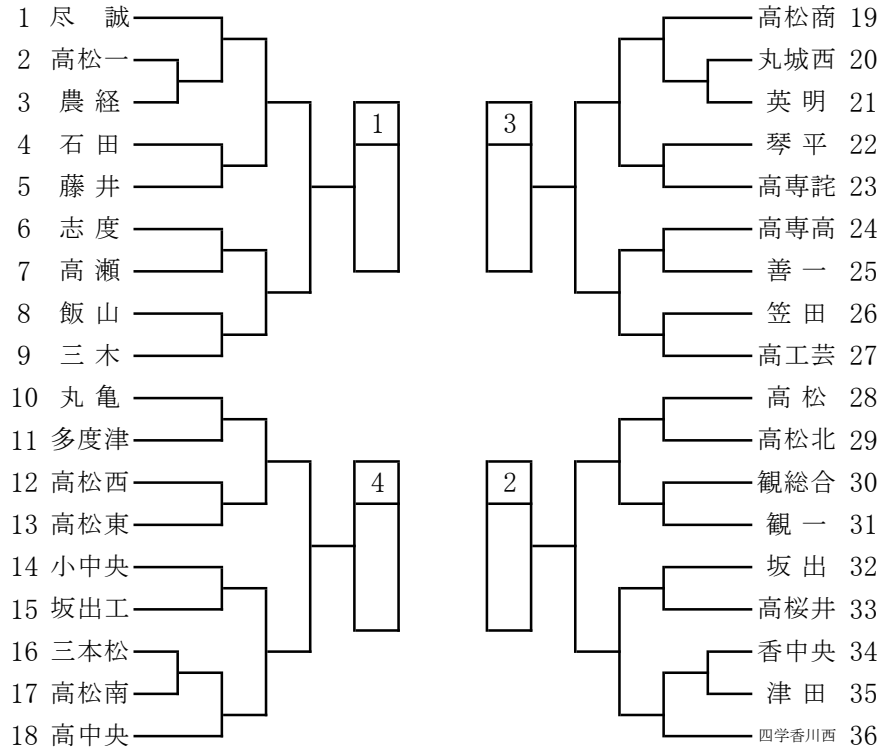 1 尽 誠
2 高松一
3 農 経
4 石 田
5 藤 井
6 志 度
7 高 瀬
8 飯 山
9 三 木
10 丸 亀
11 多度津
12 高松西
13 高松東
14 小中央
15 坂出工
16 三本松
17 高松南
18 高中央
1
4
3
2
高松商 19
丸城西 20
英 明 21
琴 平 22
高専詫 23
高専高 24
善 一 25
笠 田 26
高工芸 27
高 松 28
高松北 29
観総合 30
観 一 31
坂 出 32
高桜井 33
香中央 34
津 田 35
四学香川西 36